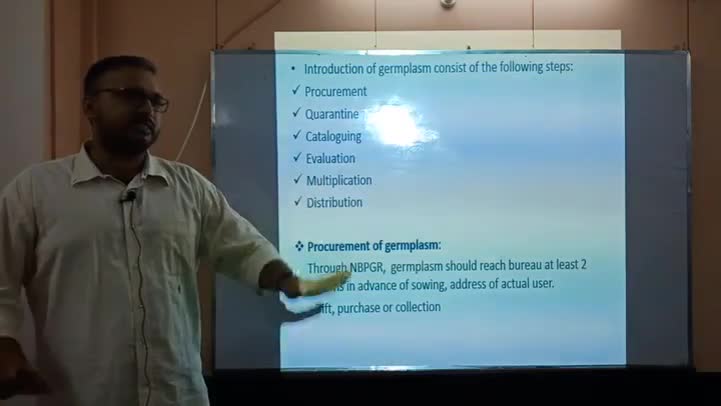 • Introduction of germplasm consist of the following steps:
✓ Procurement
✓ Quarantine
✓ Cataloguing
✓ Evaluation
✓ Multiplication
✓ Distribution
❖ Procurement of germplasm:
Through NBPGR, germplasm should reach bureau at least 2
in advance of sowing, address of actual user.
purchase or collection